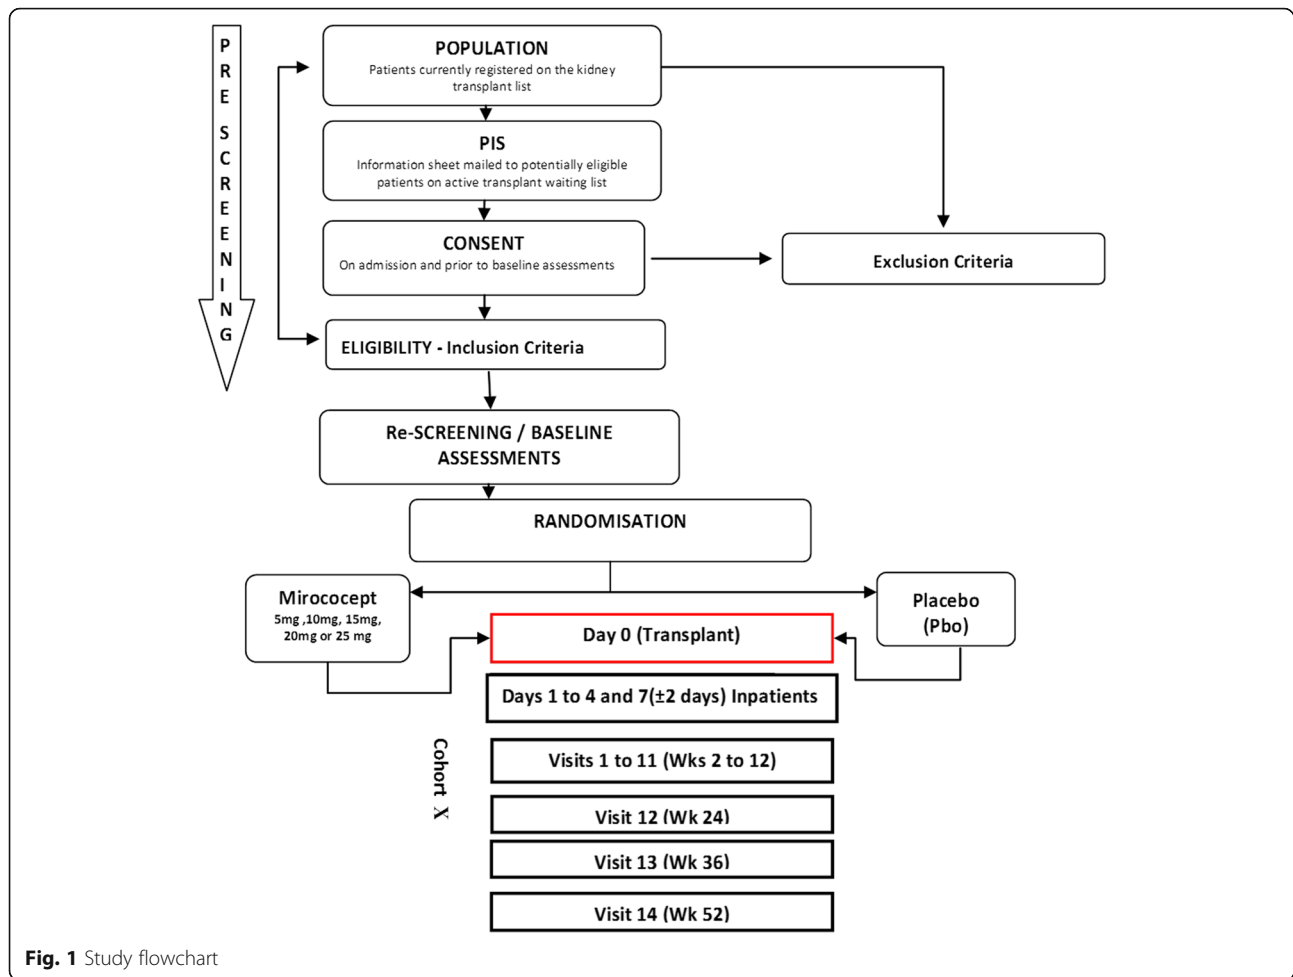 PRE SCREENING
POPULATION
Patients currently registered on the kidney
transplant list
PIS
Information sheet mailed to potentially eligible
patients on active transplant waiting list
CONSENT
On admission and prior to baseline assessments
Exclusion Criteria
ELIGIBILITY - Inclusion Criteria
Re-SCREENING / BASELINE
ASSESSMENTS
RANDOMISATION
Mirococept
5mg ,10mg, 15mg,
20mg or 25 mg
Placebo
(Pbo)
Day 0 (Transplant)
Days 1 to 4 and 7(±2 days) Inpatients
Cohort X
Visits 1 to 11 (Wks 2 to 12)
Visit 12 (Wk 24)
Visit 13 (Wk 36)
Visit 14 (Wk 52)
Fig. 1 Study flowchart